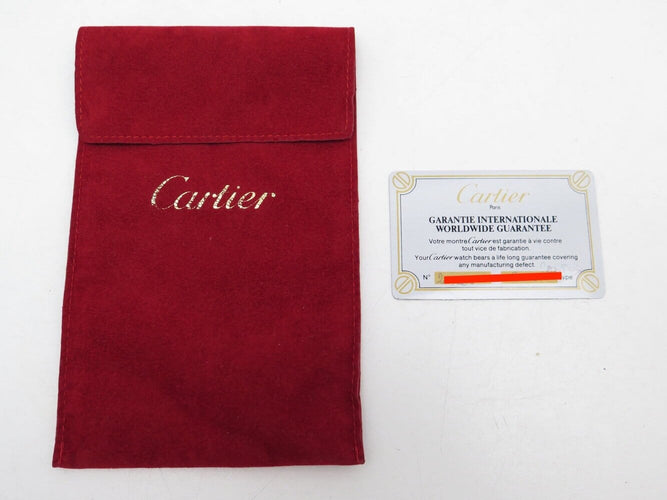 Cartier
Cartier
Paris
GARANTIE INTERNATIONALE
WORLDWIDE GUARANTEE
Votre montre Cartier est garantie à vie contre
tout vice de fabrication.
Your Cartier watch bears a life long guarantee covering
any manufacturing defect.
N°